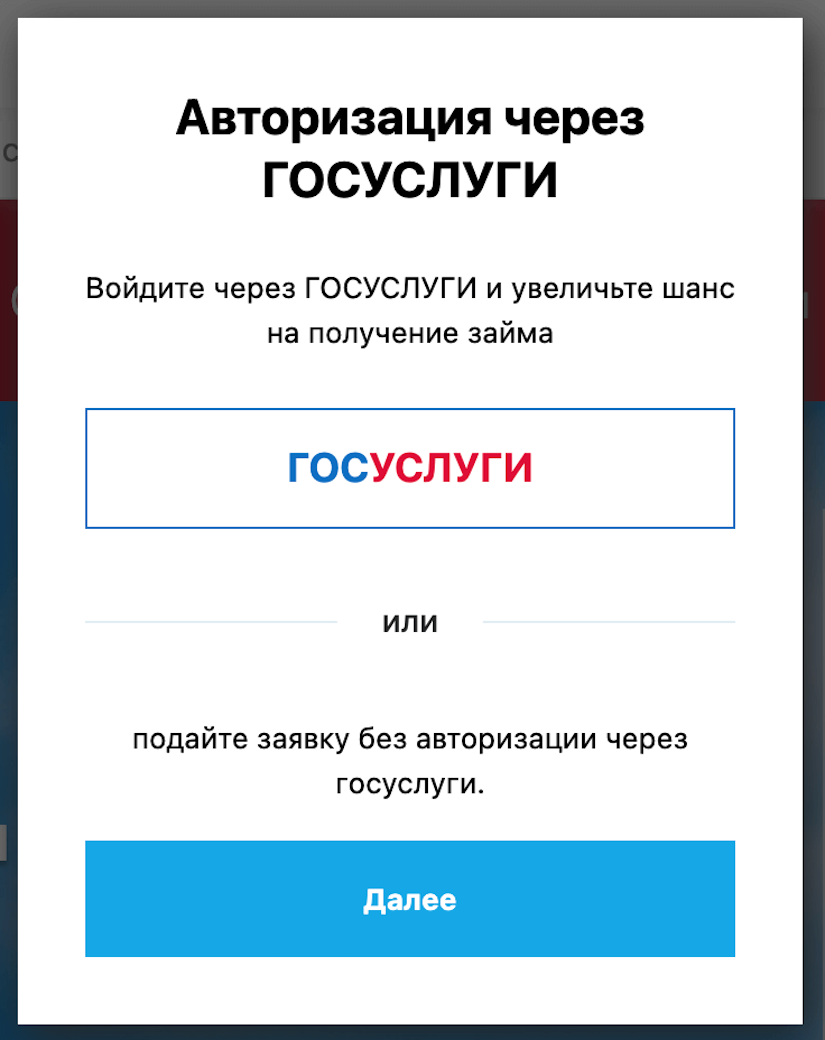 Авторизация через
ГОСУСЛУГИ
Войдите через ГОСУСЛУГИ и увеличьте шанс
на получение займа
ГОСУСЛУГИ
или
подайте заявку без авторизации через
госуслуги.
Далее